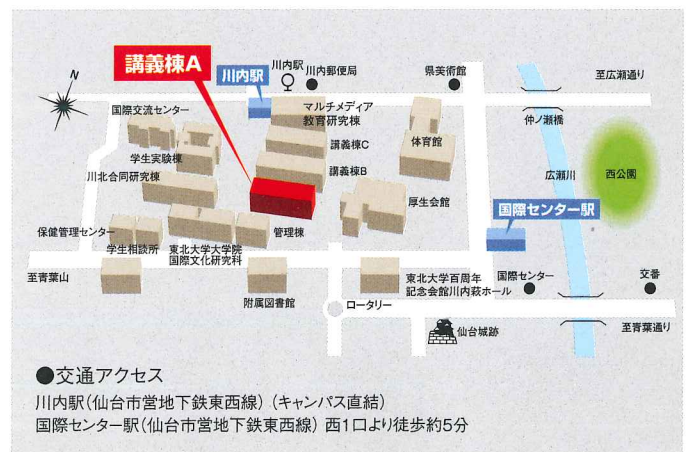 講義棟A
N
川内駅
川内駅
川内郵便局
県美術館
至広瀬通り
国際交流センター
マルチメディア
教育研究棟
仲ノ瀬橋
学生実験棟
講義棟C
体育館
川北合同研究棟
講義棟B
広瀬川
西公園
厚生会館
国際センター駅
保健管理センター
学生相談所
東北大学大学院
国際文化研究科
管理棟
至青葉山
附属図書館
東北大学百周年
記念会館川内萩ホール
国際センター
交番
ロータリー
仙台城跡
至青葉通り
●交通アクセス
川内駅(仙台市営地下鉄東西線) (キャンパス直結)
国際センター駅(仙台市営地下鉄東西線) 西1口より徒歩約5分